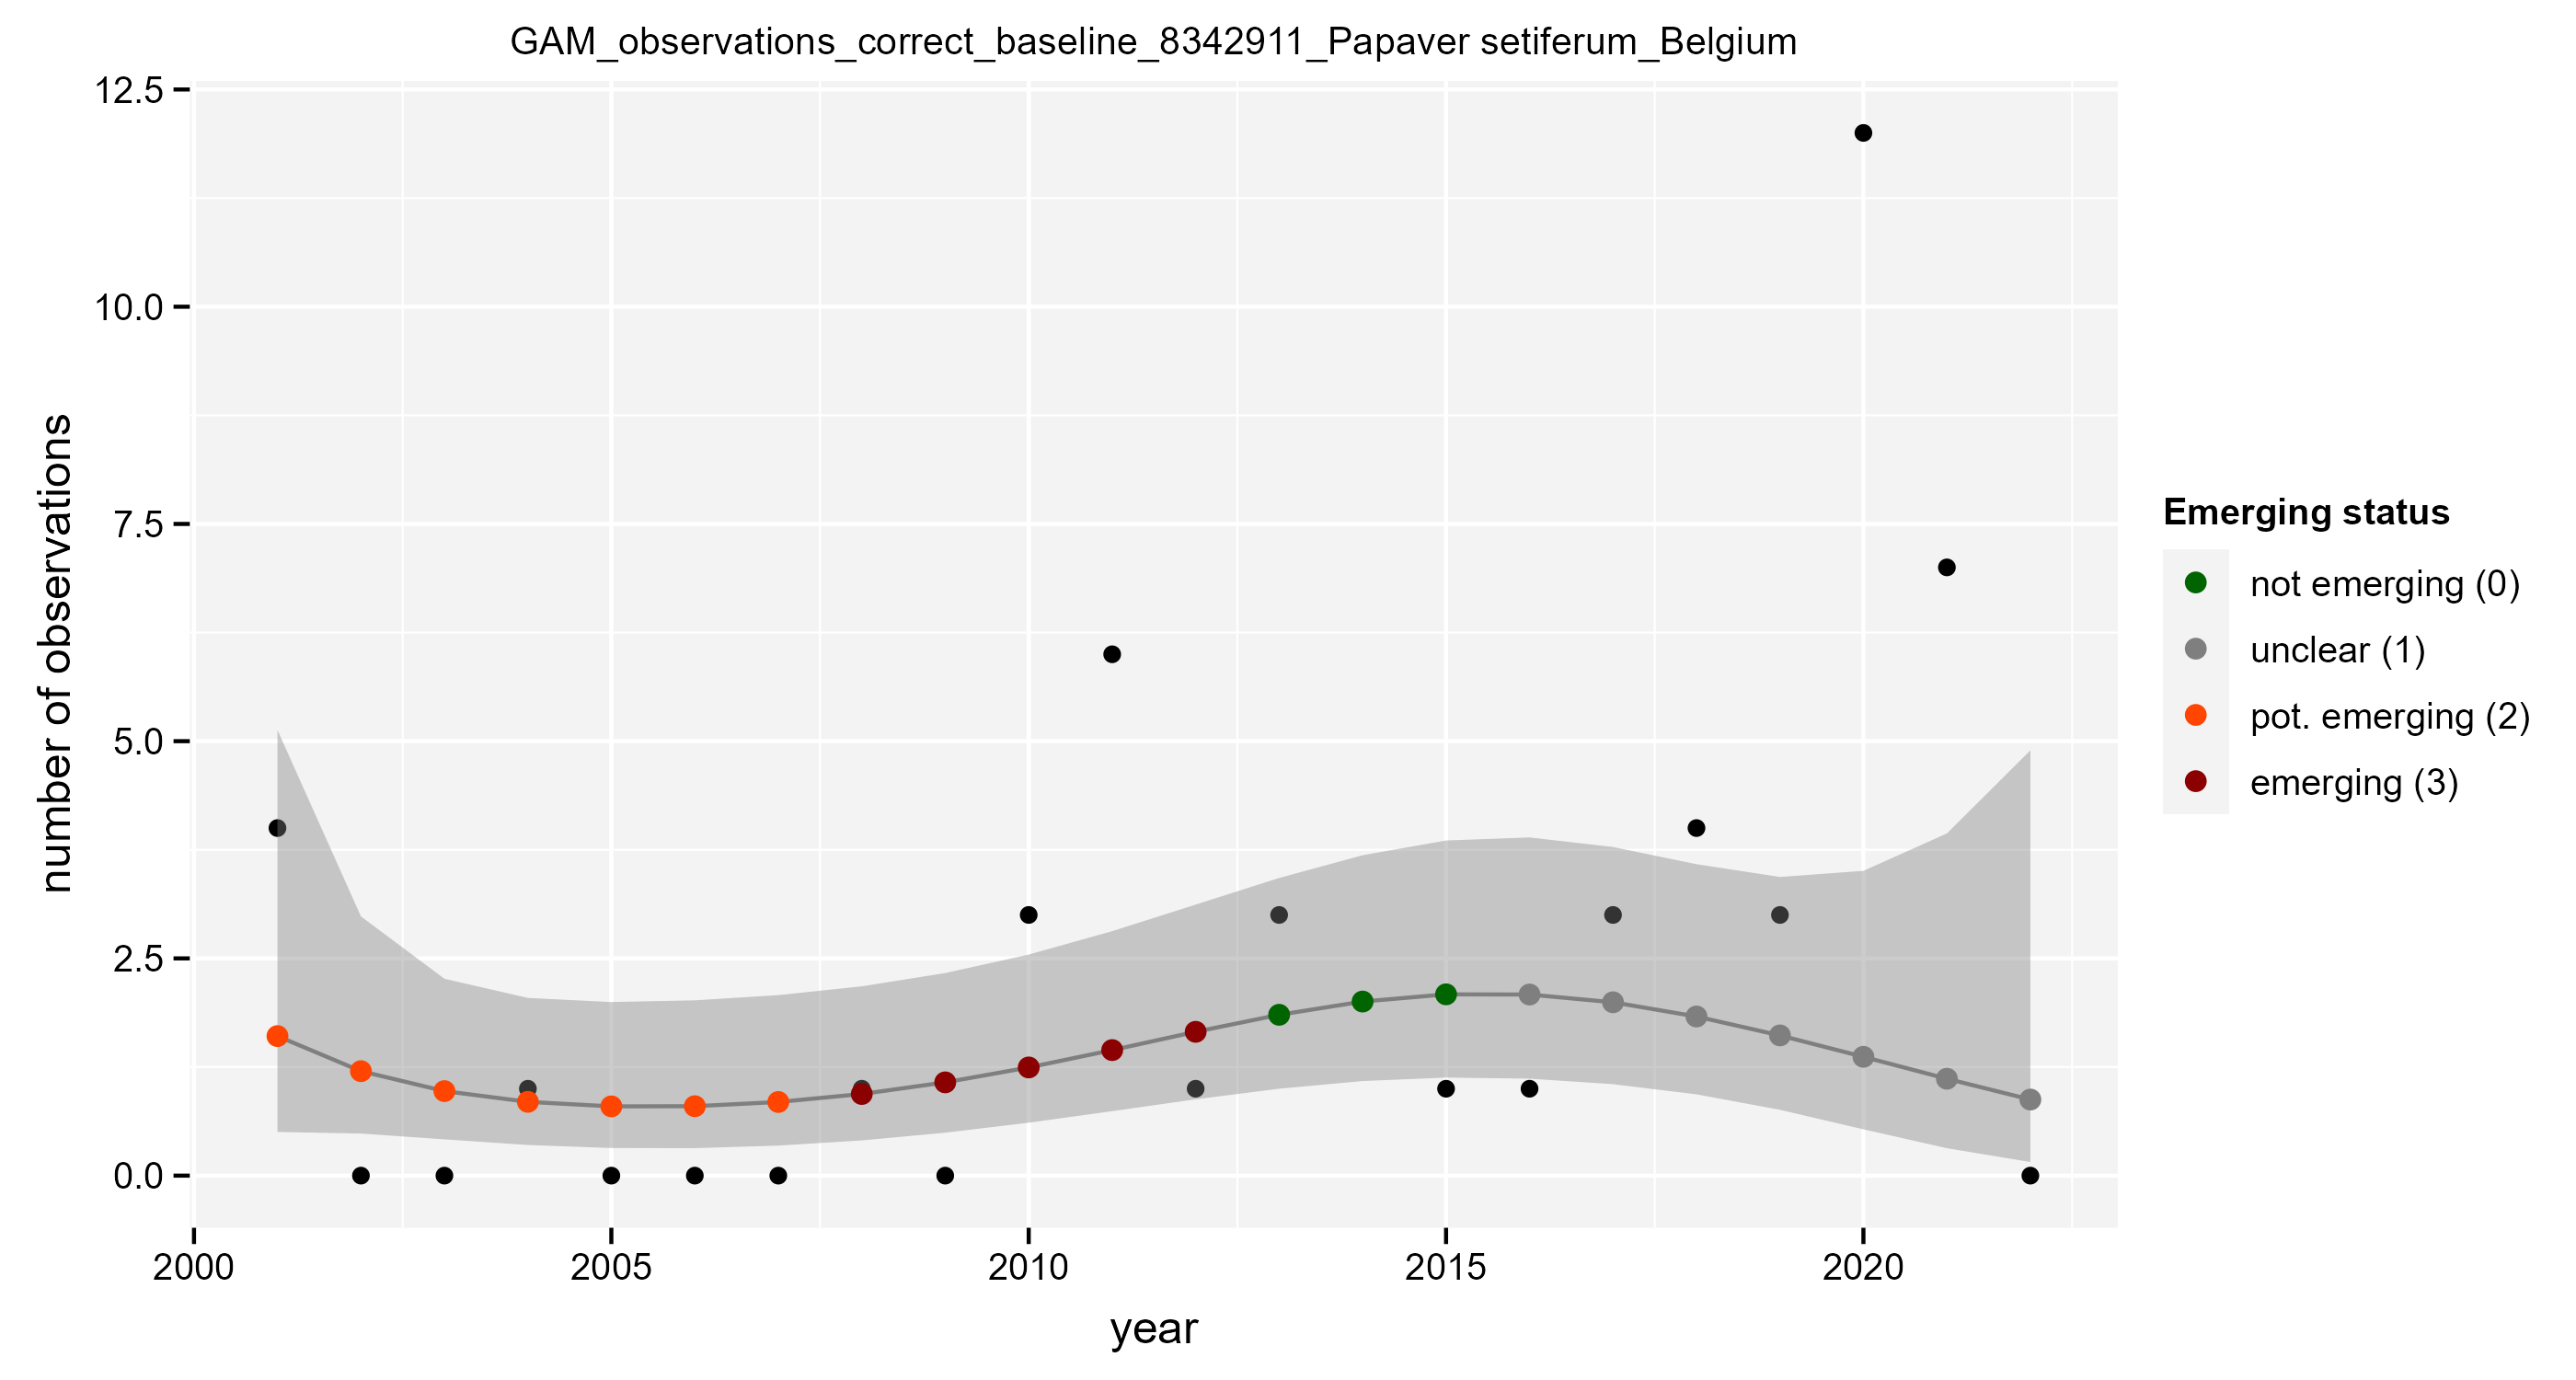 GAM_observations_correct_baseline_8342911_Papaver setiferum_Belgium
12.5
10.0
7.5
5.0
2.5
0.0
number of observations
2000
2005
2010
2015
2020
year
Emerging status
not emerging (0)
unclear (1)
pot. emerging (2)
emerging (3)